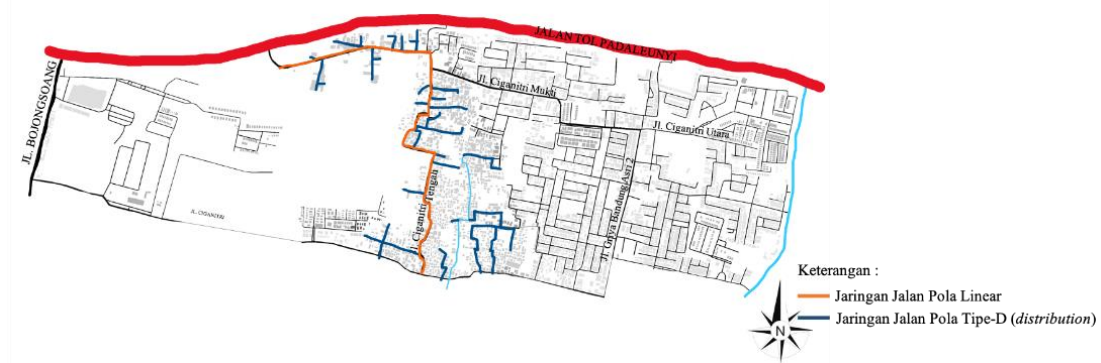 JALAN TOL PADALEUNYI
JL. BOJONGSOANG
Jl. Ciganitri Mukti
Jl. Ciganitri Utara
Jl. Ciganitri Tengah
Jl. Griya Bandung Asri 2
JL. CIGANITRI
Keterangan :
Jaringan Jalan Pola Linear
Jaringan Jalan Pola Tipe-D (distribution)
N